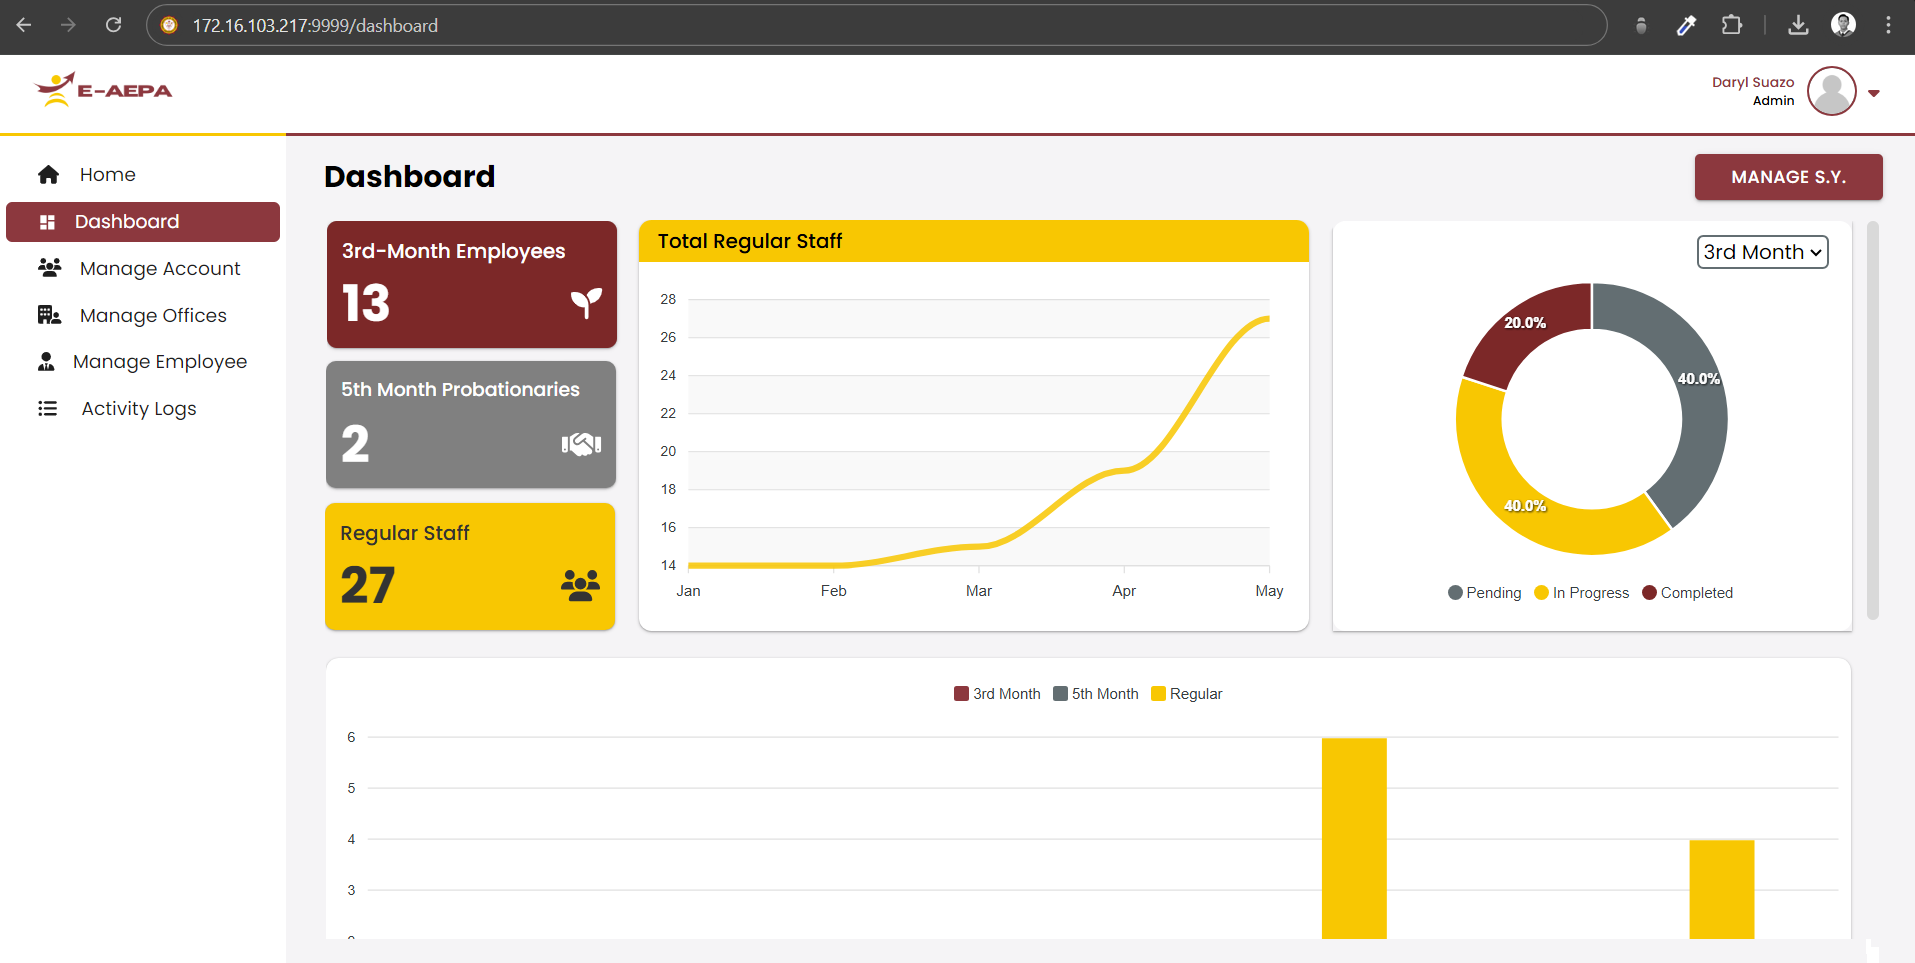 172.16.103.217:9999/dashboard
E-AEPA
Daryl Suazo
Admin
Home
Dashboard
Manage Account
Manage Offices
Manage Employee
Activity Logs
Dashboard
MANAGE S.Y.
3rd-Month Employees
13
5th Month Probationaries
2
Regular Staff
27
Total Regular Staff
28
26
24
22
20
18
16
14
Jan Feb Mar Apr May
3rd Month
20.0%
40.0%
40.0%
Pending In Progress Completed
3rd Month 5th Month Regular
6
5
4
3